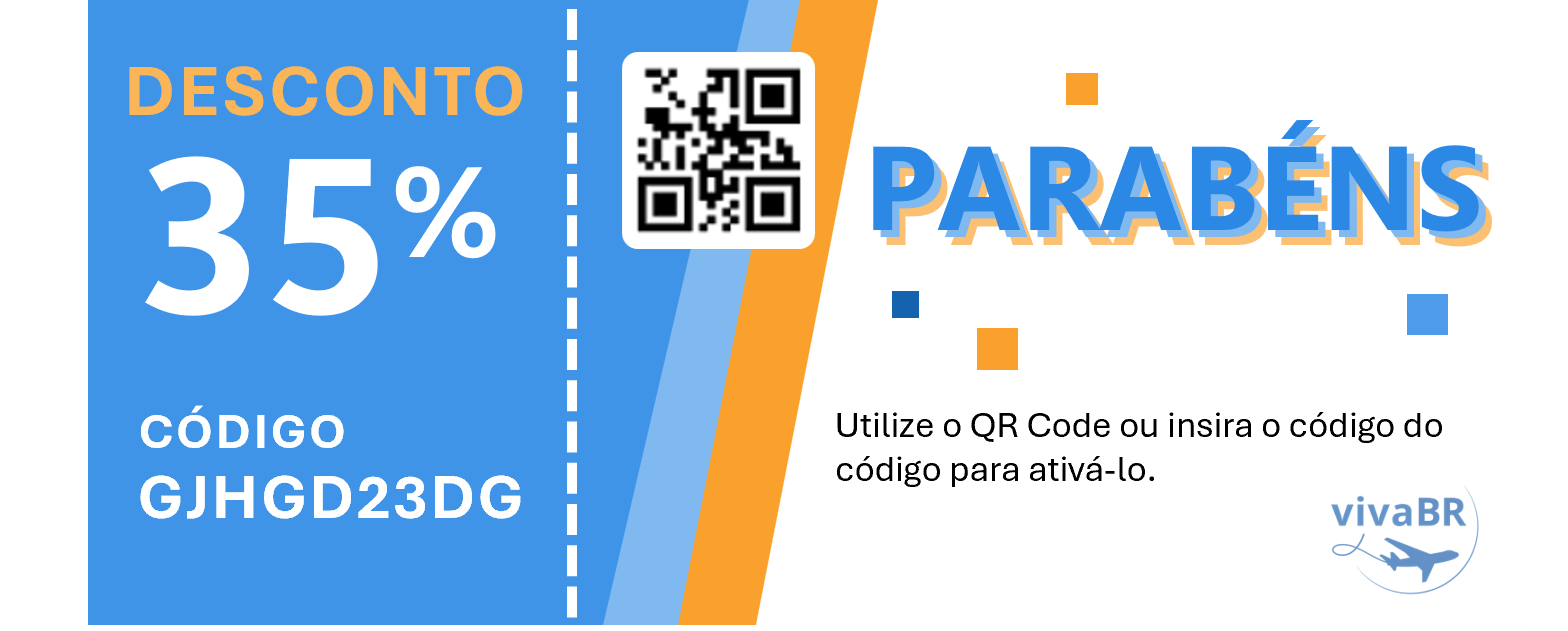 DESCONTO
35%
CÓDIGO
GJHGD23DG
PARABÉNS
Utilize o QR Code ou insira o código do
código para ativá-lo.
vivaBR